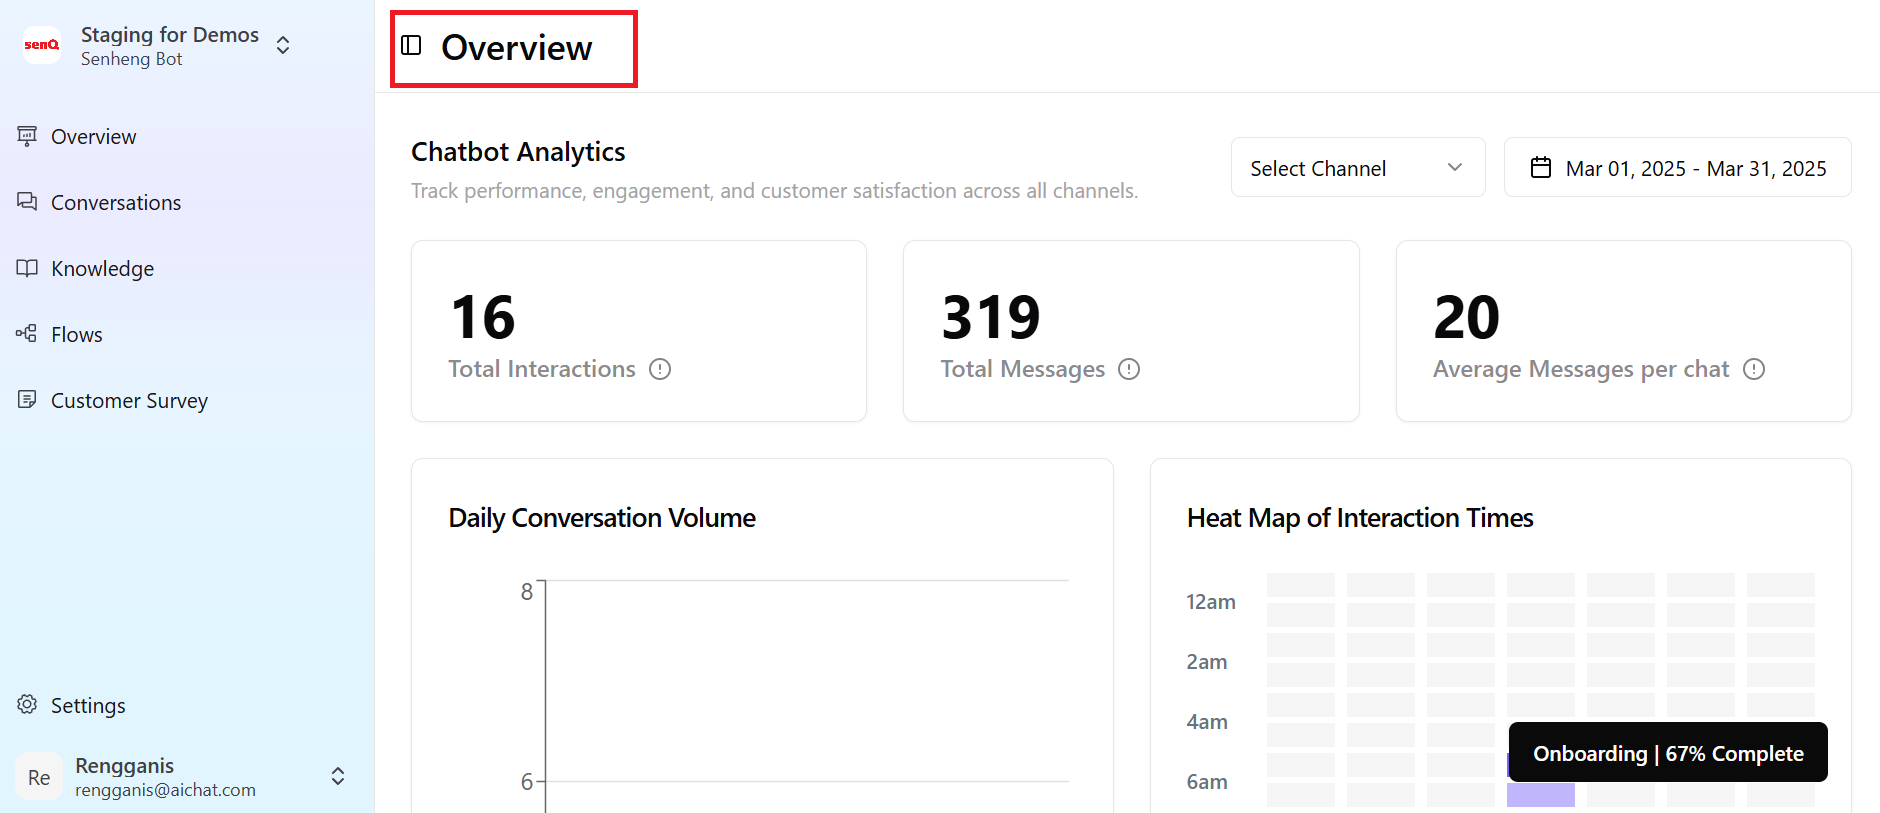 senQ
Staging for Demos
Senheng Bot
Overview
Conversations
Knowledge
Flows
Customer Survey
Settings
Re
Rengganis
rengganis@aichat.com
Overview
Chatbot Analytics
Track performance, engagement, and customer satisfaction across all channels.
Select Channel
Mar 01, 2025 - Mar 31, 2025
16
Total Interactions
319
Total Messages
20
Average Messages per chat
Daily Conversation Volume
8
6
Heat Map of Interaction Times
12am
2am
4am
6am
Onboarding | 67% Complete